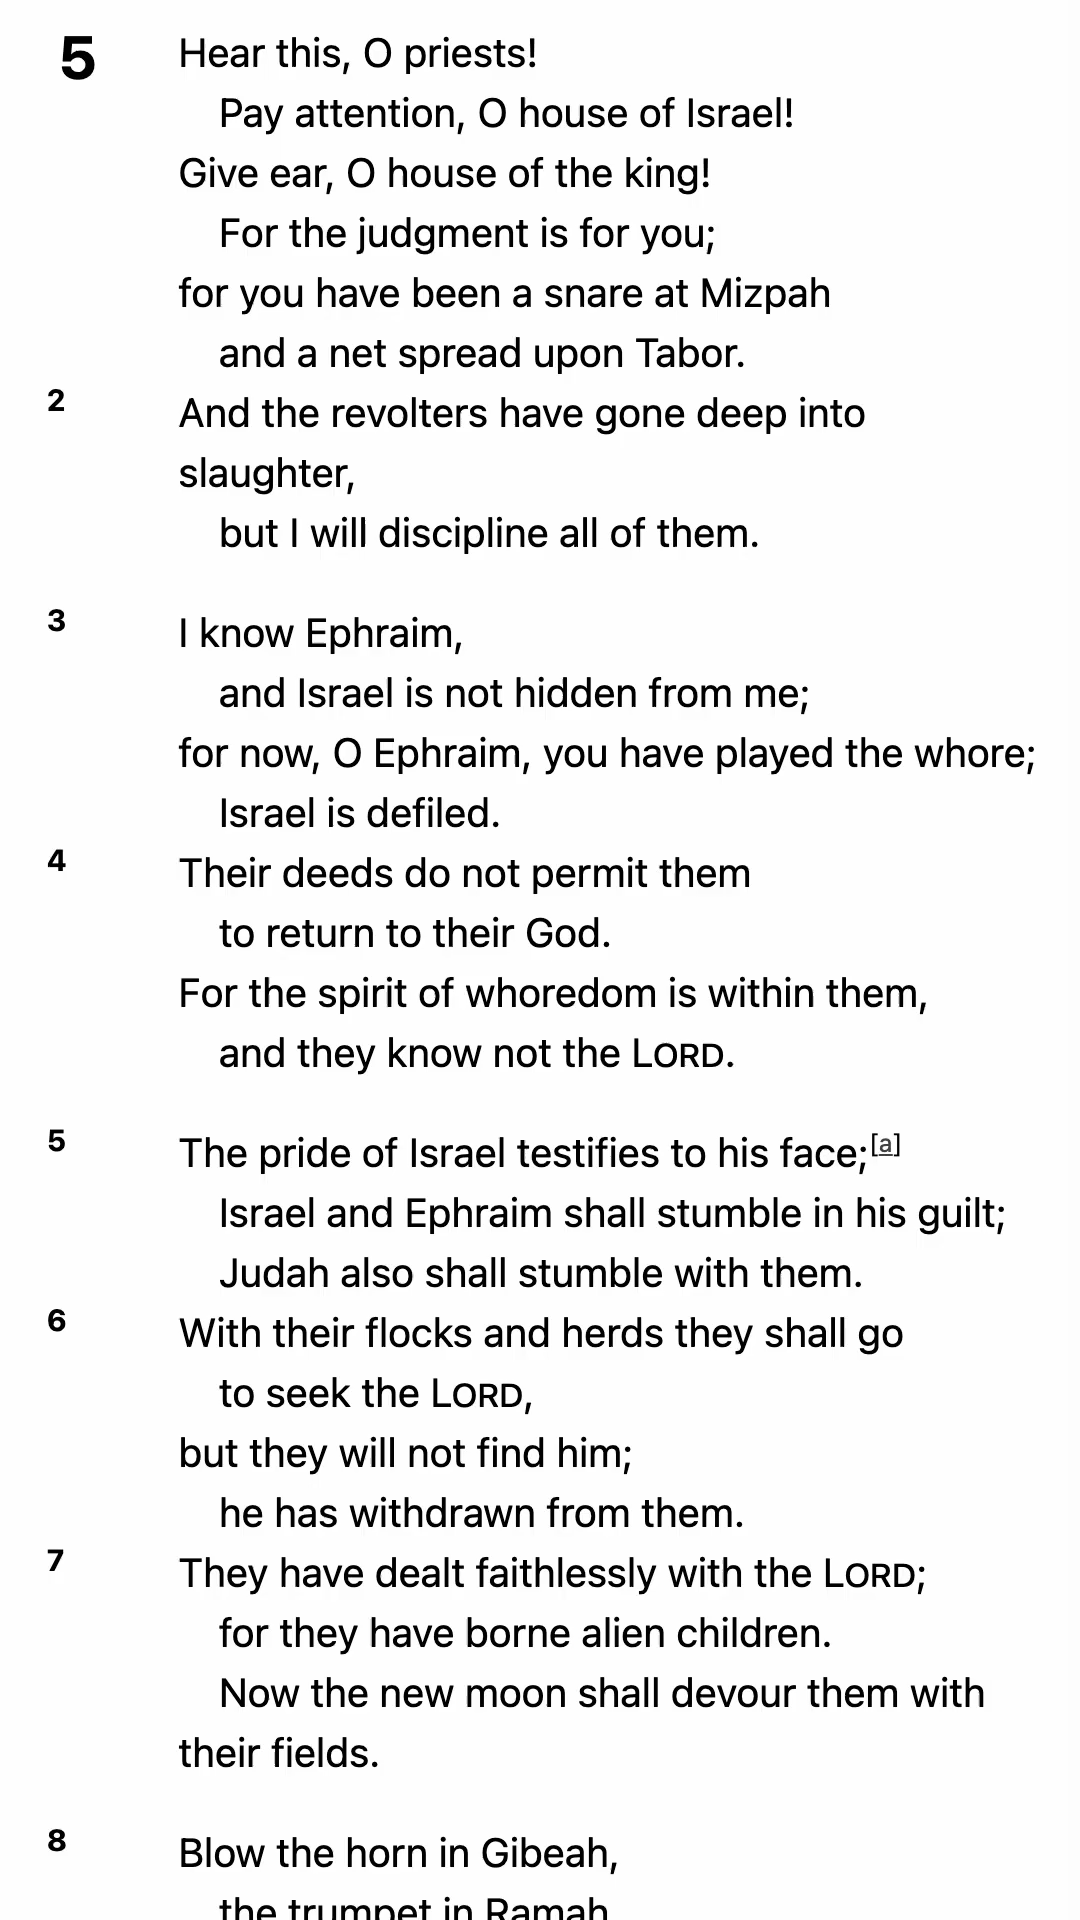 5 Hear this, O priests!
Pay attention, O house of Israel!
Give ear, O house of the king!
For the judgment is for you;
for you have been a snare at Mizpah
and a net spread upon Tabor.
2 And the revolters have gone deep into
slaughter,
but I will discipline all of them.
3 I know Ephraim,
and Israel is not hidden from me;
for now, O Ephraim, you have played the whore;
Israel is defiled.
4 Their deeds do not permit them
to return to their God.
For the spirit of whoredom is within them,
and they know not the LORD.
5 The pride of Israel testifies to his face;[a]
Israel and Ephraim shall stumble in his guilt;
Judah also shall stumble with them.
6 With their flocks and herds they shall go
to seek the LORD,
but they will not find him;
he has withdrawn from them.
7 They have dealt faithlessly with the LORD;
for they have borne alien children.
Now the new moon shall devour them with
their fields.
8 Blow the horn in Gibeah,
the trumpet in Ramah